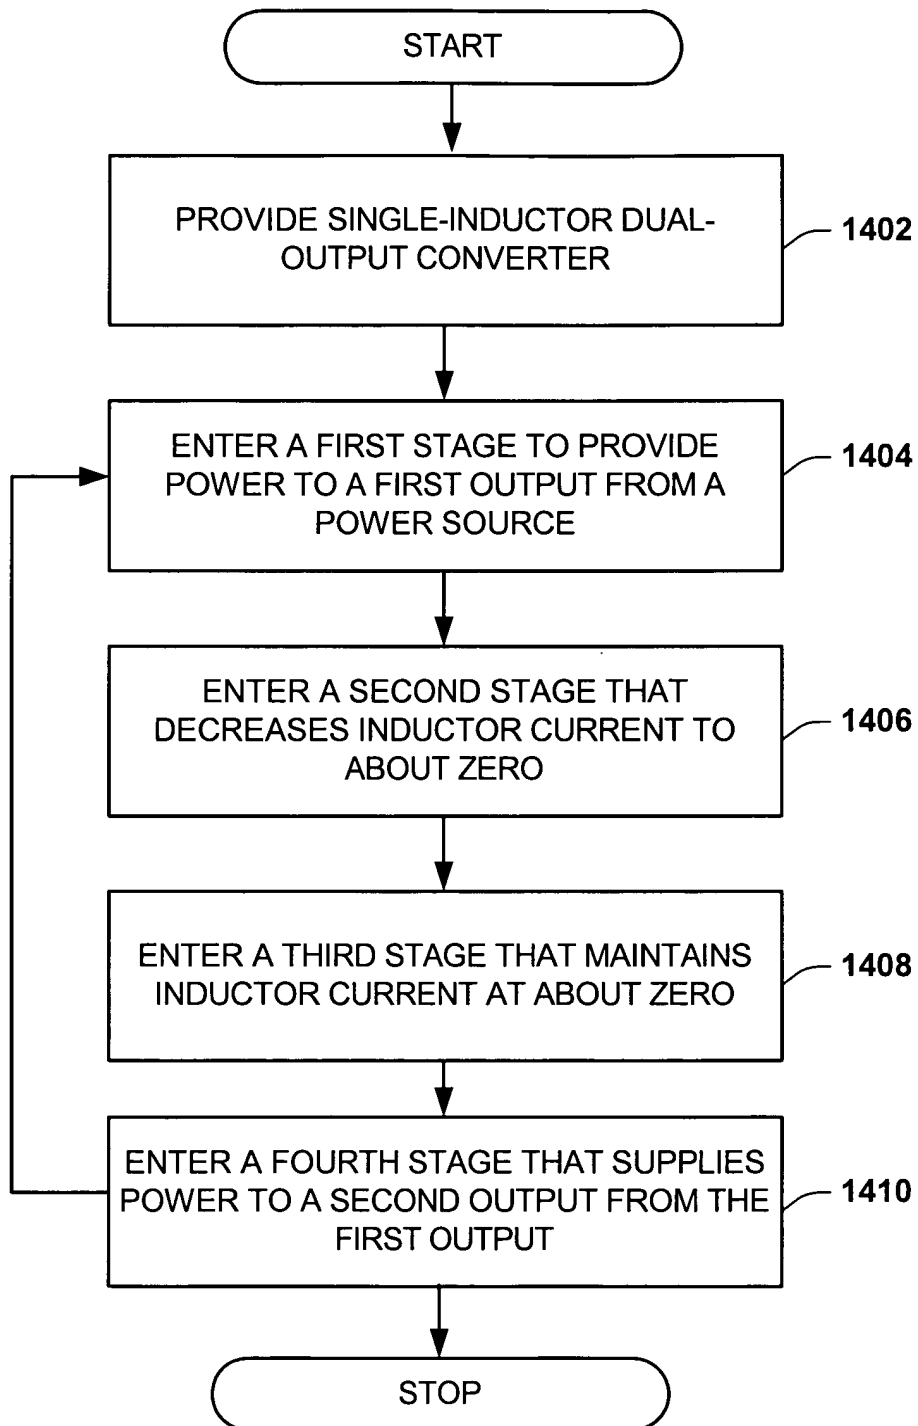 START
PROVIDE SINGLE-INDUCTOR DUAL-
OUTPUT CONVERTER
1402
ENTER A FIRST STAGE TO PROVIDE
POWER TO A FIRST OUTPUT FROM A
POWER SOURCE
1404
ENTER A SECOND STAGE THAT
DECREASES INDUCTOR CURRENT TO
ABOUT ZERO
1406
ENTER A THIRD STAGE THAT MAINTAINS
INDUCTOR CURRENT AT ABOUT ZERO
1408
ENTER A FOURTH STAGE THAT SUPPLIES
POWER TO A SECOND OUTPUT FROM THE
FIRST OUTPUT
1410
STOP